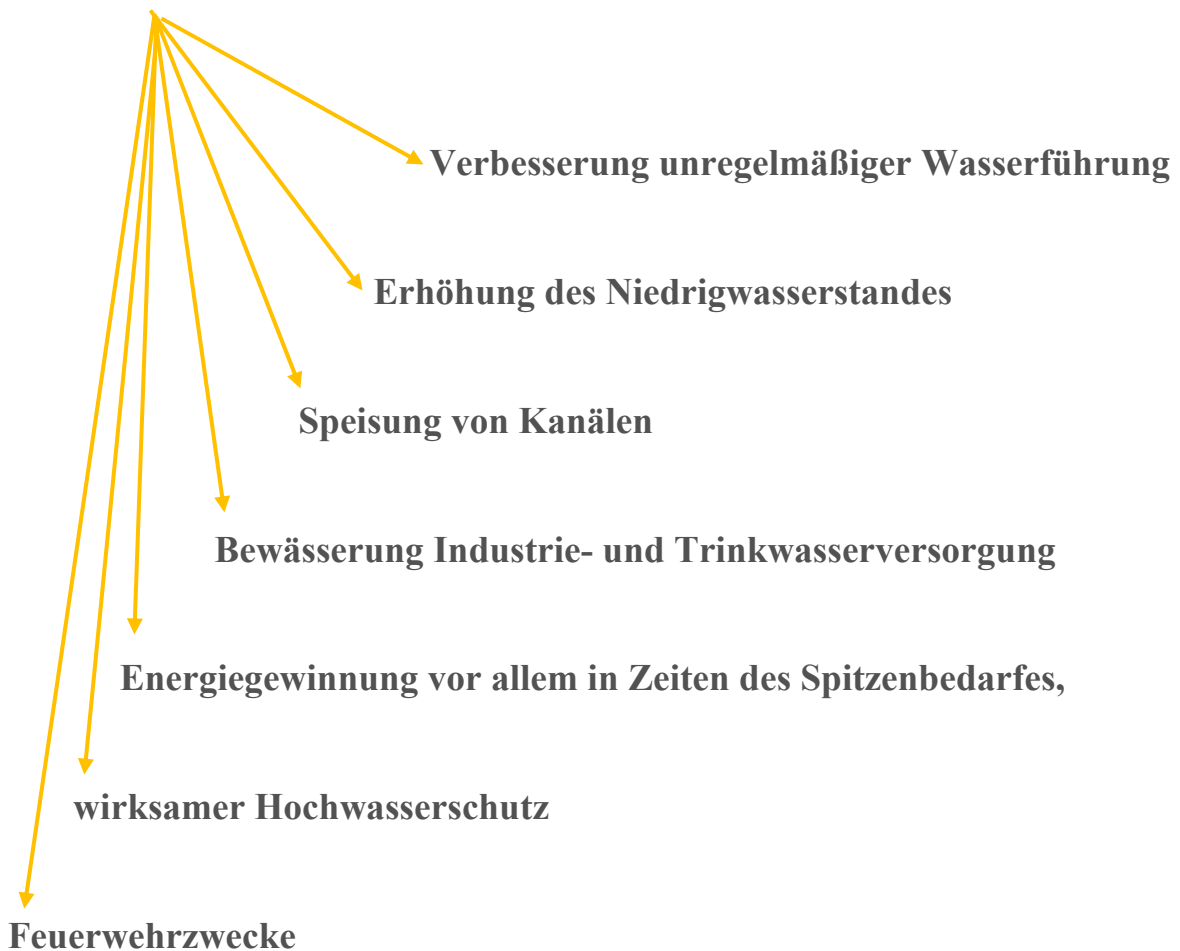 Verbesserung unregelmäßiger Wasserführung
Erhöhung des Niedrigwasserstandes
Speisung von Kanälen
Bewässerung Industrie- und Trinkwasserversorgung
Energiegewinnung vor allem in Zeiten des Spitzenbedarfes,
wirksamer Hochwasserschutz
Feuerwehrzwecke